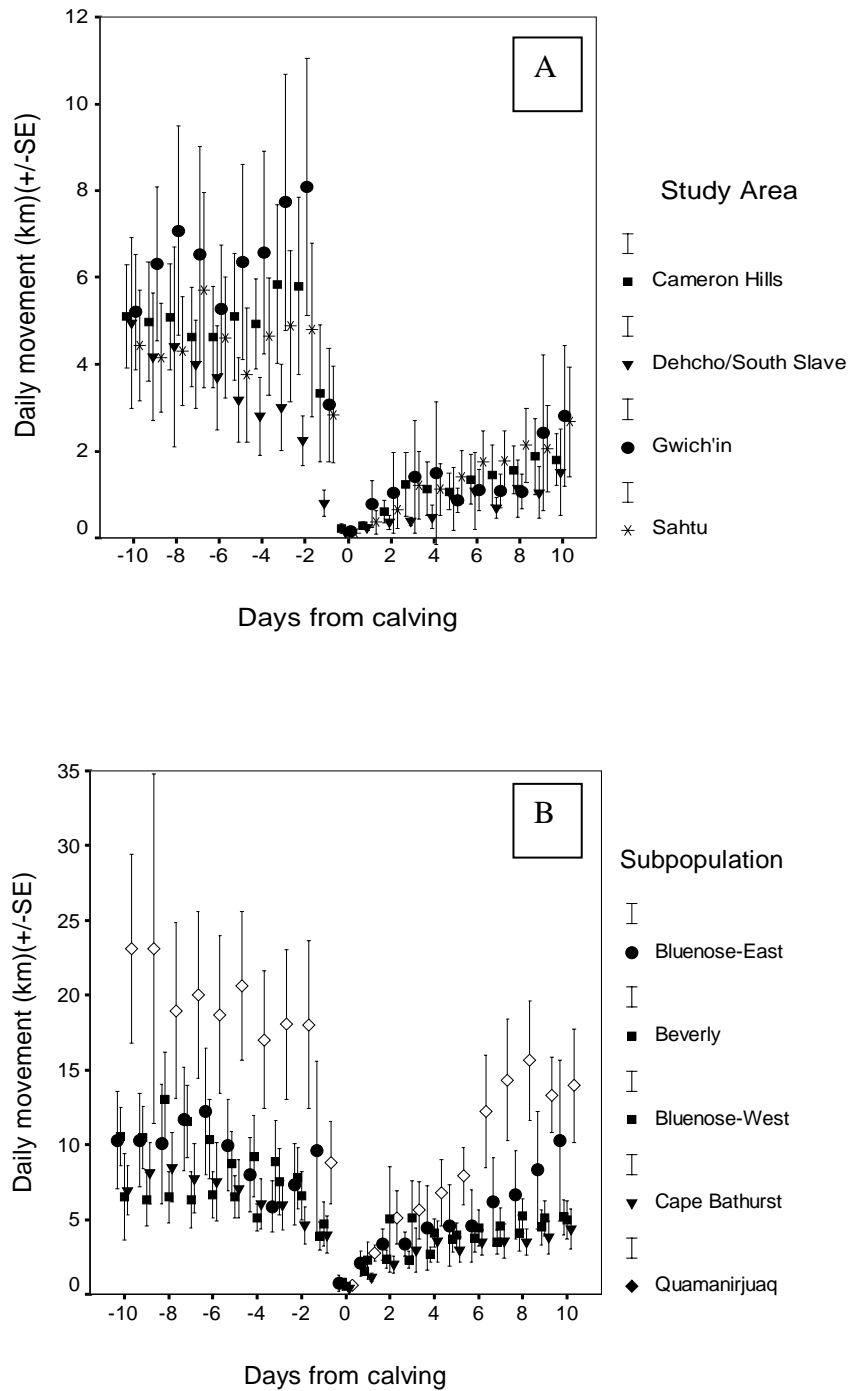 A
12
10
8
6
4
2
0
Daily movement (km)(+/-SE)
-10 -8 -6 -4 -2 0 2 4 6 8 10
Days from calving
Study Area
Cameron Hills
Dehcho/South Slave
Gwich'in
Sahtu
B
35
30
25
20
15
10
5
0
Daily movement (km)(+/-SE)
-10 -8 -6 -4 -2 0 2 4 6 8 10
Days from calving
Subpopulation
Bluenose-East
Beverly
Bluenose-West
Cape Bathurst
Quamanirjuaq